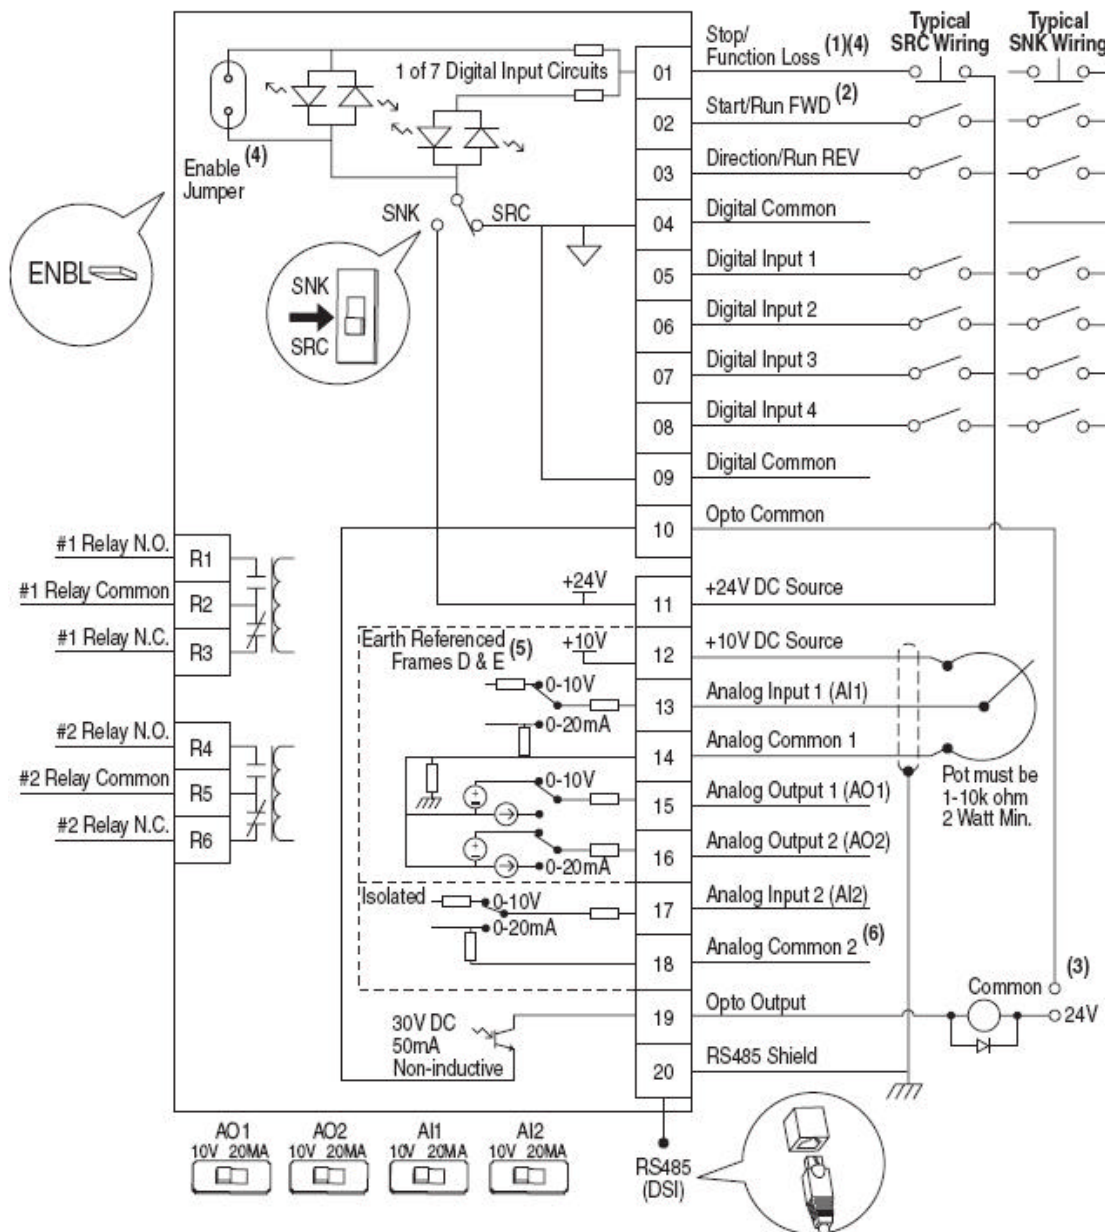 Typical
SRC Wiring
Typical
SNK Wiring
Stop/
Function Loss (1)(4)
1 of 7 Digital Input Circuits
01
Start/Run FWD (2)
02
Enable (4)
Jumper
Direction/Run REV
03
SNK
SRC
Digital Common
04
ENBL
SNK
SRC
Digital Input 1
05
Digital Input 2
06
Digital Input 3
07
Digital Input 4
08
Digital Common
09
Opto Common
10
#1 Relay N.O.
R1
#1 Relay Common
R2
#1 Relay N.C.
R3
+24V
11
+24V DC Source
Earth Referenced
Frames D & E (5)
+10V
12
+10V DC Source
0-10V
13
Analog Input 1 (AI1)
0-20mA
14
Analog Common 1
#2 Relay N.O.
R4
#2 Relay Common
R5
#2 Relay N.C.
R6
Pot must be
1-10k ohm
2 Watt Min.
0-10V
15
Analog Output 1 (AO1)
16
Analog Output 2 (AO2)
0-20mA
Isolated
0-10V
17
Analog Input 2 (AI2)
0-20mA
18
Analog Common 2 (6)
Common
(3)
24V
30V DC
50mA
Non-inductive
19
Opto Output
20
RS485 Shield
AO1
10V 20MA
AO2
10V 20MA
AI1
10V 20MA
AI2
10V 20MA
RS485
(DSI)